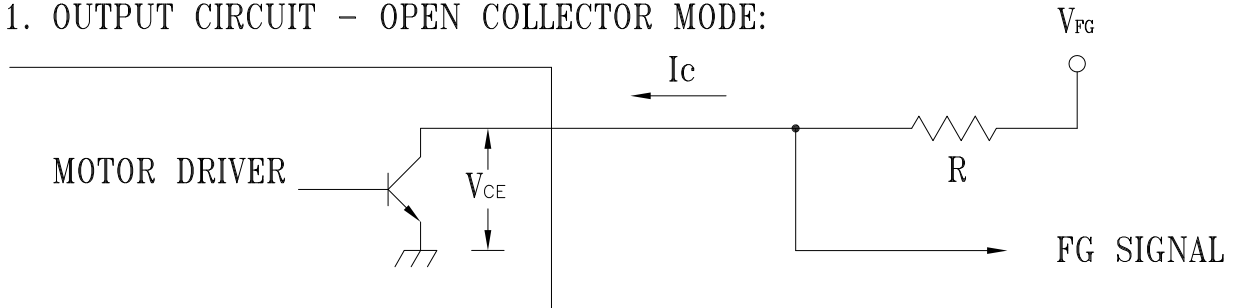 1. OUTPUT CIRCUIT - OPEN COLLECTOR MODE:
VFG
Ic
MOTOR DRIVER
VCE
R
FG SIGNAL